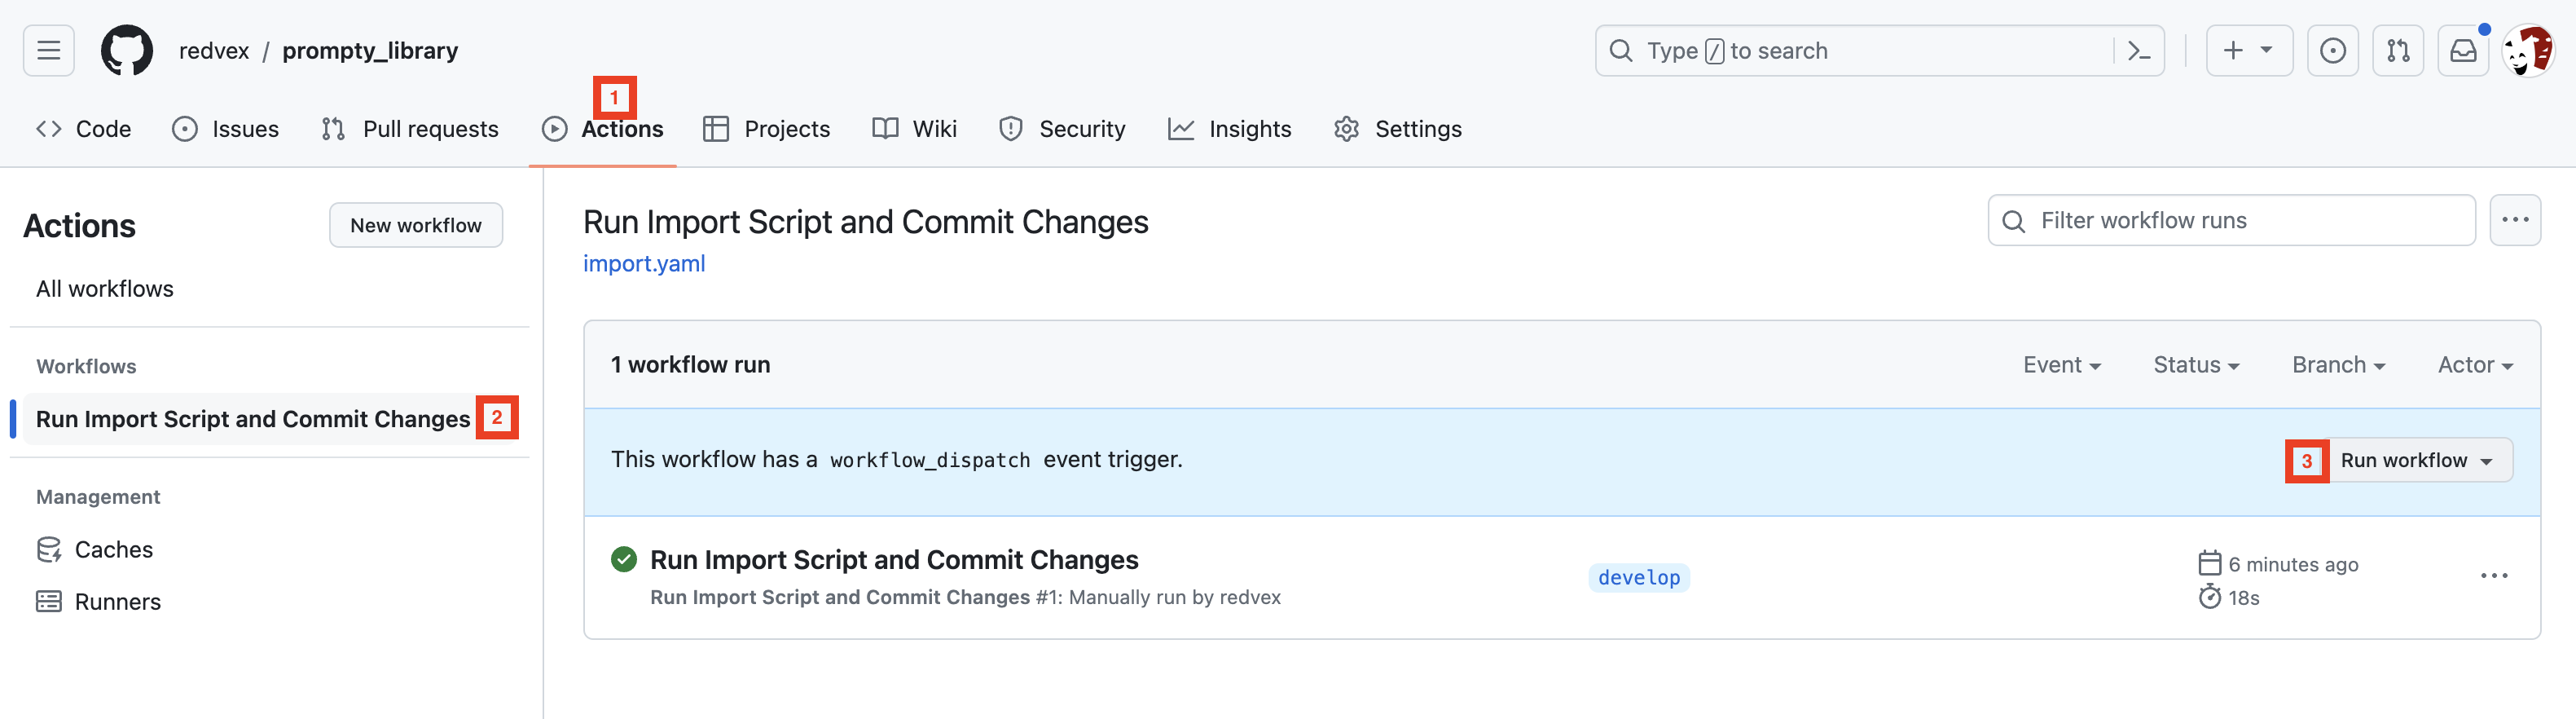 redvex / prompty_library
Type / to search
1
Code Issues Pull requests Actions Projects Wiki Security Insights Settings
Actions
New workflow
All workflows
Workflows
Run Import Script and Commit Changes 2
Management
Caches
Runners
Run Import Script and Commit Changes
import.yaml
Filter workflow runs
1 workflow run
Event Status Branch Actor
This workflow has a workflow_dispatch event trigger.
3 Run workflow
Run Import Script and Commit Changes
Run Import Script and Commit Changes #1: Manually run by redvex
develop
6 minutes ago
18s